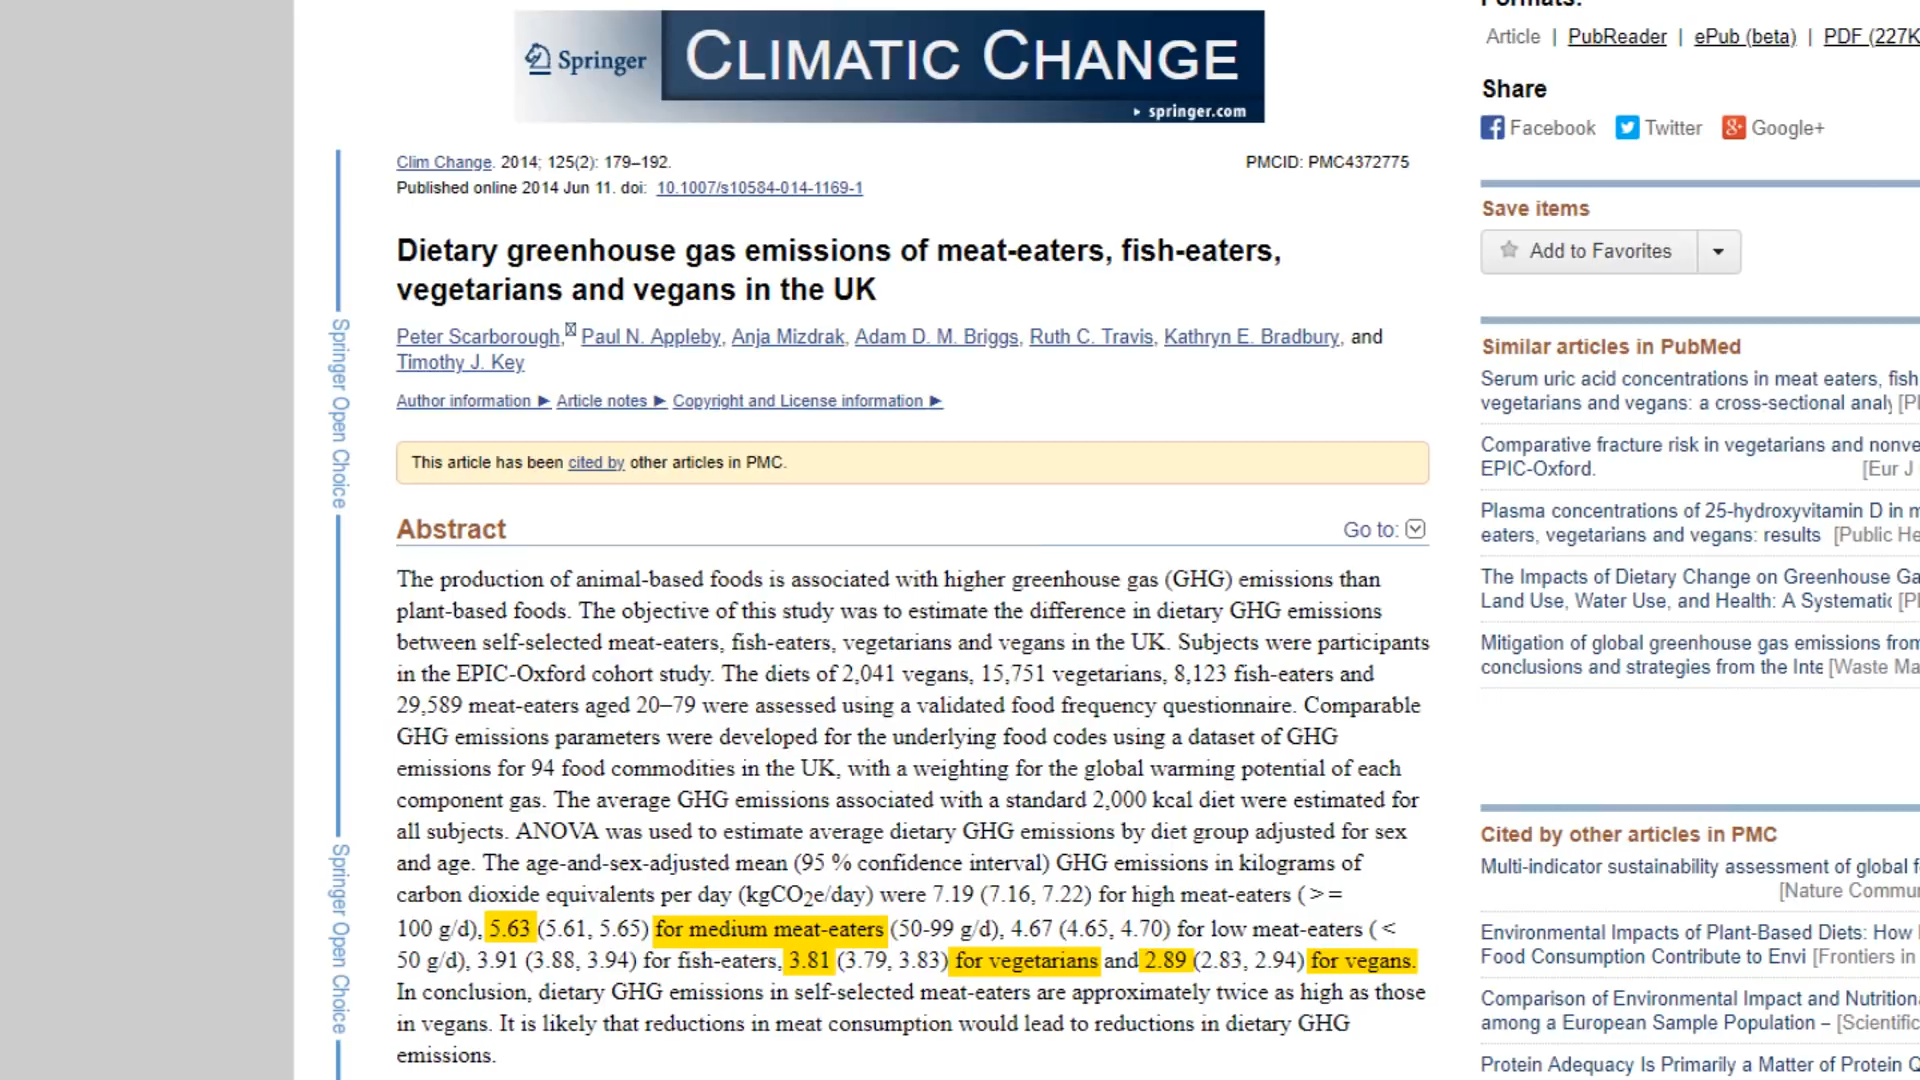 Formats:
Article | PubReader | ePub (beta) | PDF (227K
Springer
CLIMATIC CHANGE
springer.com
Share
Facebook Twitter Google+
Clim Change. 2014; 125(2): 179–192.
PMCID: PMC4372775
Published online 2014 Jun 11. doi: 10.1007/s10584-014-1169-1
Save items
Add to Favorites
Dietary greenhouse gas emissions of meat-eaters, fish-eaters,
vegetarians and vegans in the UK
Peter Scarborough, Paul N. Appleby, Anja Mizdrak, Adam D. M. Briggs, Ruth C. Travis, Kathryn E. Bradbury, and
Timothy J. Key
Author information ► Article notes ► Copyright and License information ►
This article has been cited by other articles in PMC.
Abstract
Go to:
The production of animal-based foods is associated with higher greenhouse gas (GHG) emissions than
plant-based foods. The objective of this study was to estimate the difference in dietary GHG emissions
between self-selected meat-eaters, fish-eaters, vegetarians and vegans in the UK. Subjects were participants
in the EPIC-Oxford cohort study. The diets of 2,041 vegans, 15,751 vegetarians, 8,123 fish-eaters and
29,589 meat-eaters aged 20–79 were assessed using a validated food frequency questionnaire. Comparable
GHG emissions parameters were developed for the underlying food codes using a dataset of GHG
emissions for 94 food commodities in the UK, with a weighting for the global warming potential of each
component gas. The average GHG emissions associated with a standard 2,000 kcal diet were estimated for
all subjects. ANOVA was used to estimate average dietary GHG emissions by diet group adjusted for sex
and age. The age-and-sex-adjusted mean (95 % confidence interval) GHG emissions in kilograms of
carbon dioxide equivalents per day (kgCO2e/day) were 7.19 (7.16, 7.22) for high meat-eaters ( > =
100 g/d), 5.63 (5.61, 5.65) for medium meat-eaters (50-99 g/d), 4.67 (4.65, 4.70) for low meat-eaters ( <
50 g/d), 3.91 (3.88, 3.94) for fish-eaters, 3.81 (3.79, 3.83) for vegetarians and 2.89 (2.83, 2.94) for vegans.
In conclusion, dietary GHG emissions in self-selected meat-eaters are approximately twice as high as those
in vegans. It is likely that reductions in meat consumption would lead to reductions in dietary GHG
emissions.
Springer Open Choice
Springer Open Choice
Similar articles in PubMed
Serum uric acid concentrations in meat eaters, fish
vegetarians and vegans: a cross-sectional analy [P
Comparative fracture risk in vegetarians and nonve
EPIC-Oxford. [Eur J
Plasma concentrations of 25-hydroxyvitamin D in m
eaters, vegetarians and vegans: results [Public He
The Impacts of Dietary Change on Greenhouse Ga
Land Use, Water Use, and Health: A Systematic [P
Mitigation of global greenhouse gas emissions from
conclusions and strategies from the Inte [Waste Ma
Cited by other articles in PMC
Multi-indicator sustainability assessment of global f
[Nature Commun
Environmental Impacts of Plant-Based Diets: How
Food Consumption Contribute to Envi [Frontiers in
Comparison of Environmental Impact and Nutrition
among a European Sample Population – [Scientific
Protein Adequacy Is Primarily a Matter of Protein Q